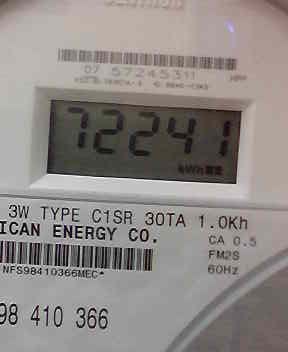 07 57245311
72241
kWh
3W TYPE C1SR 30TA 1.0Kh
ICAN ENERGY CO.
CA 0.5
FM2S
60Hz
NFS98410366MEC*
98 410 366